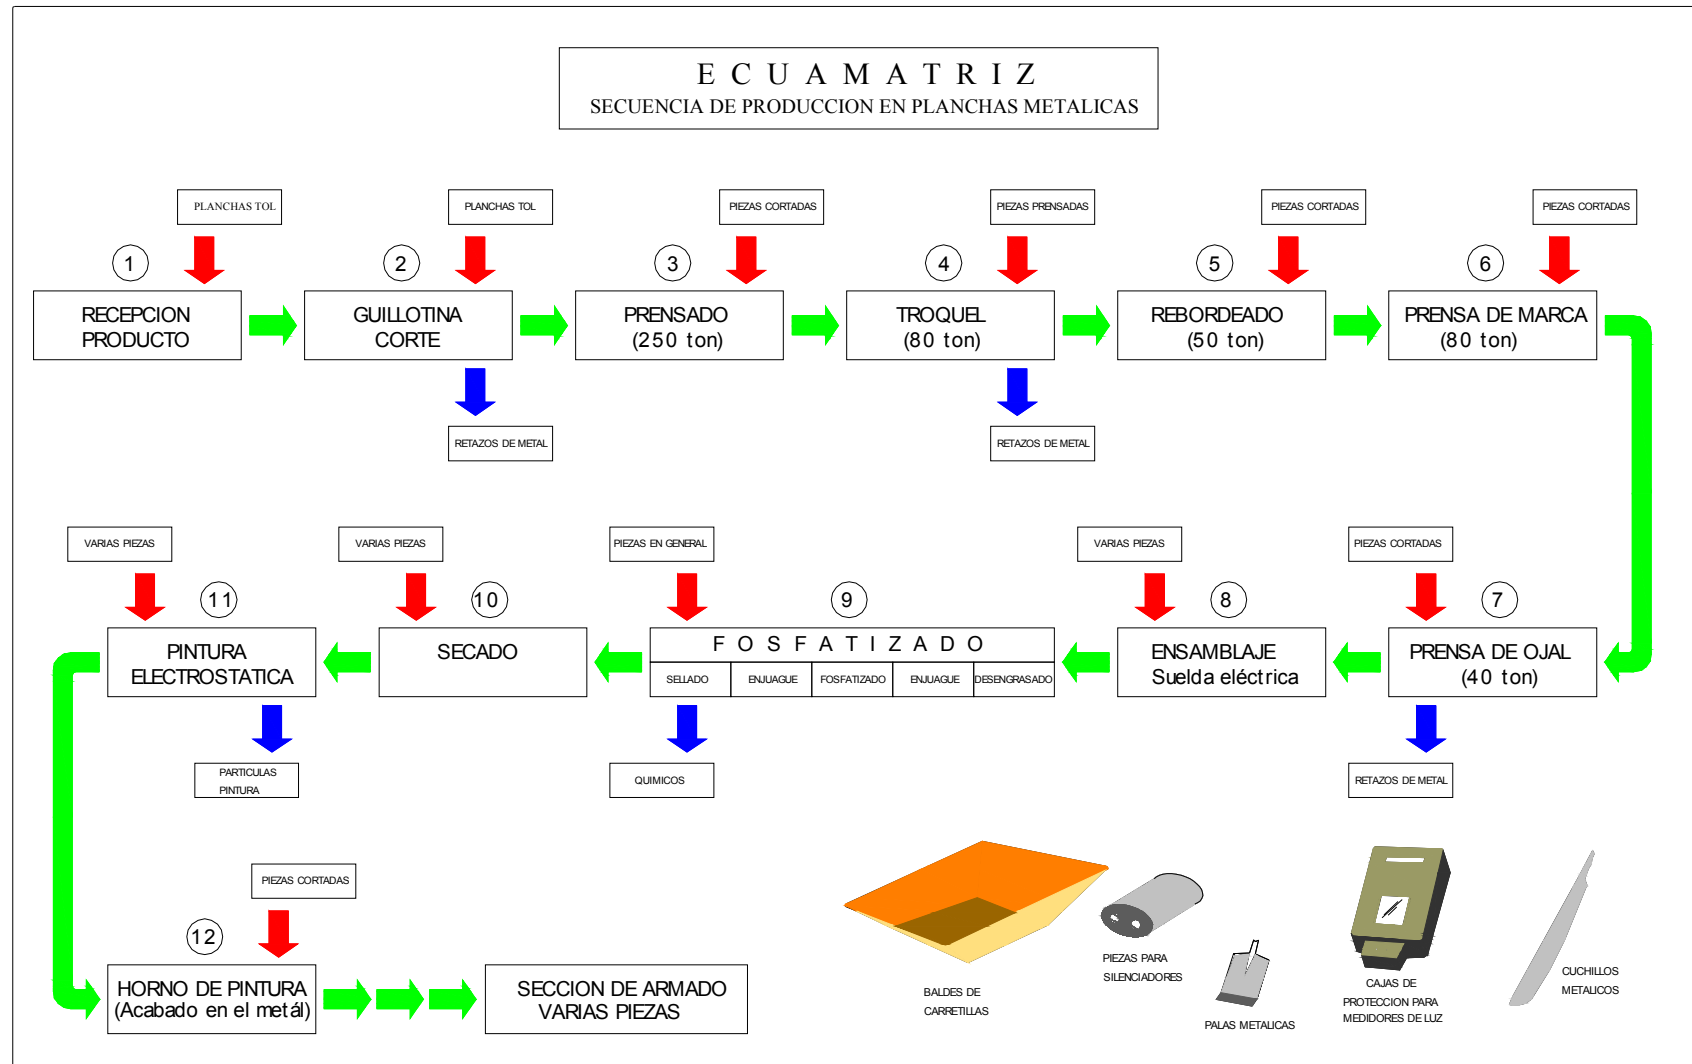 E C U A M A T R I Z
SECUENCIA DE PRODUCCION EN PLANCHAS METALICAS
PLANCHAS TOL
PLANCHAS TOL
PIEZAS CORTADAS
PIEZAS PRENSADAS
PIEZAS CORTADAS
PIEZAS CORTADAS
1
2
3
4
5
6
RECEPCION
PRODUCTO
GUILLOTINA
CORTE
PRENSADO
(250 ton)
TROQUEL
(80 ton)
REBORDEADO
(50 ton)
PRENSA DE MARCA
(80 ton)
RETAZOS DE METAL
RETAZOS DE METAL
VARIAS PIEZAS
VARIAS PIEZAS
PIEZAS EN GENERAL
VARIAS PIEZAS
PIEZAS CORTADAS
11
10
9
8
7
PINTURA
ELECTROSTATICA
SECADO
F O S F A T I Z A D O
SELLADO
ENJUAGUE
FOSFATIZADO
ENJUAGUE
DESENGRASADO
ENSAMBLAJE
Suelda eléctrica
PRENSA DE OJAL
(40 ton)
PARTICULAS
PINTURA
QUIMICOS
RETAZOS DE METAL
PIEZAS CORTADAS
12
HORNO DE PINTURA
(Acabado en el metál)
SECCION DE ARMADO
VARIAS PIEZAS
BALDES DE
CARRETILLAS
PIEZAS PARA
SILENCIADORES
PALAS METALICAS
CAJAS DE
PROTECCION PARA
MEDIDORES DE LUZ
CUCHILLOS
METALICOS